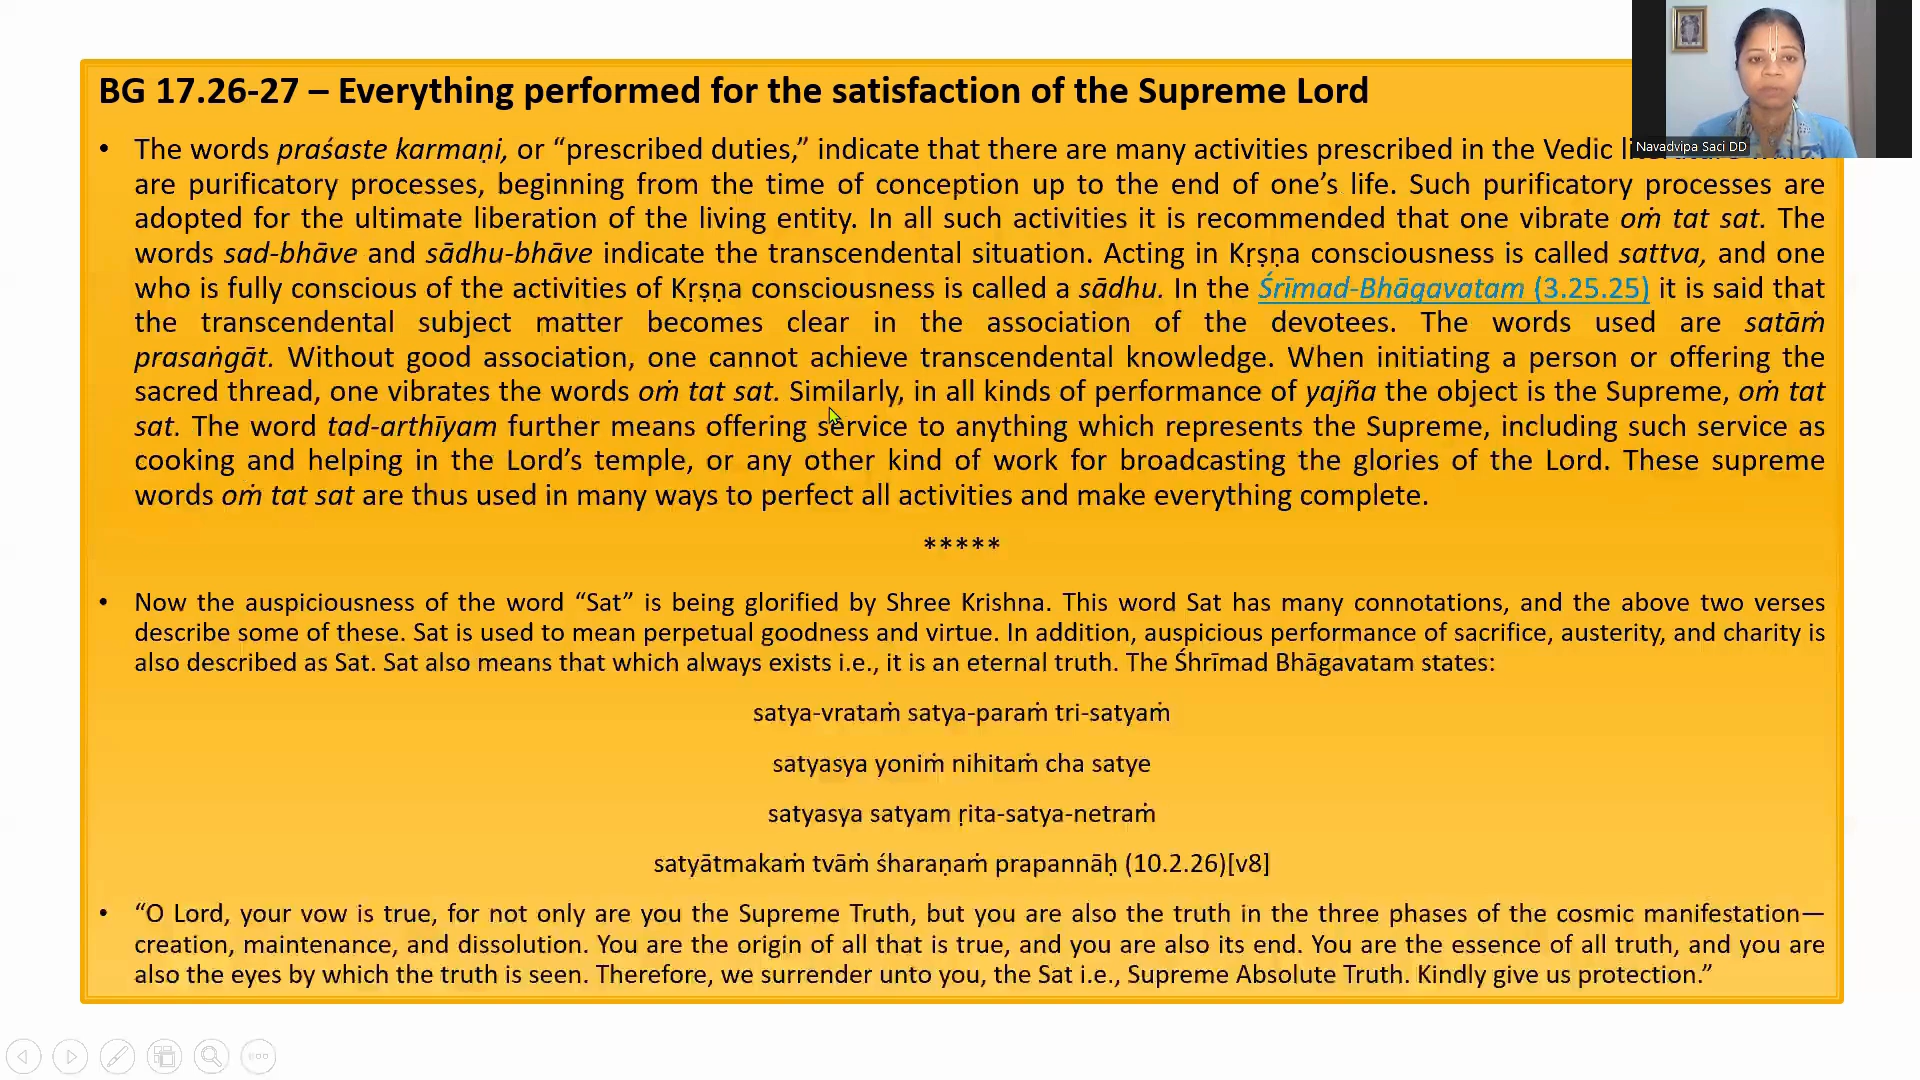 BG 17.26-27 – Everything performed for the satisfaction of the Supreme Lord
• The words praśaste karmaṇi, or “prescribed duties,” indicate that there are many activities prescribed in the Vedic
are purificatory processes, beginning from the time of conception up to the end of one’s life. Such purificatory processes are
adopted for the ultimate liberation of the living entity. In all such activities it is recommended that one vibrate oṁ tat sat. The
words sad-bhāve and sādhu-bhāve indicate the transcendental situation. Acting in Kṛṣṇa consciousness is called sattva, and one
who is fully conscious of the activities of Kṛṣṇa consciousness is called a sādhu. In the Śrīmad-Bhāgavatam (3.25.25) it is said that
the transcendental subject matter becomes clear in the association of the devotees. The words used are satāṁ
prasaṅgāt. Without good association, one cannot achieve transcendental knowledge. When initiating a person or offering the
sacred thread, one vibrates the words oṁ tat sat. Similarly, in all kinds of performance of yajña the object is the Supreme, oṁ tat
sat. The word tad-arthīyam further means offering service to anything which represents the Supreme, including such service as
cooking and helping in the Lord’s temple, or any other kind of work for broadcasting the glories of the Lord. These supreme
words oṁ tat sat are thus used in many ways to perfect all activities and make everything complete.
*****
• Now the auspiciousness of the word “Sat” is being glorified by Shree Krishna. This word Sat has many connotations, and the above two verses
describe some of these. Sat is used to mean perpetual goodness and virtue. In addition, auspicious performance of sacrifice, austerity, and charity is
also described as Sat. Sat also means that which always exists i.e., it is an eternal truth. The Śhrīmad Bhāgavatam states:
satya-vrataṁ satya-paraṁ tri-satyaṁ
satyasya yoniṁ nihitaṁ cha satye
satyasya satyam ṛita-satya-netraṁ
satyātmakaṁ tvāṁ śharaṇaṁ prapannāḥ (10.2.26)[v8]
• “O Lord, your vow is true, for not only are you the Supreme Truth, but you are also the truth in the three phases of the cosmic manifestation—
creation, maintenance, and dissolution. You are the origin of all that is true, and you are also its end. You are the essence of all truth, and you are
also the eyes by which the truth is seen. Therefore, we surrender unto you, the Sat i.e., Supreme Absolute Truth. Kindly give us protection.”
Navadvipa Saci DD